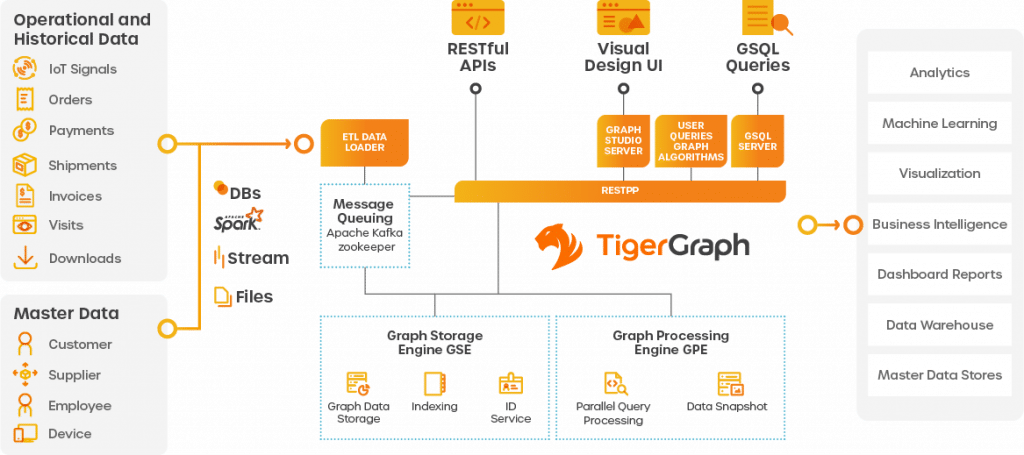 Operational and
Historical Data
IoT Signals
Orders
Payments
Shipments
Invoices
Visits
Downloads
Master Data
Customer
Supplier
Employee
Device
DBs
APACHE
Spark
Stream
Files
ETL DATA
LOADER
Message
Queuing
Apache Kafka
zookeeper
RESTful
APIs
Visual
Design UI
GSQL
Queries
GRAPH
STUDIO
SERVER
USER
QUERIES
GRAPH
ALGORITHMS
GSQL
SERVER
RESTPP
TigerGraph
Graph Storage
Engine GSE
Graph Data
Storage
Indexing
ID
Service
Graph Processing
Engine GPE
Parallel Query
Processing
Data Snapshot
Analytics
Machine Learning
Visualization
Business Intelligence
Dashboard Reports
Data Warehouse
Master Data Stores